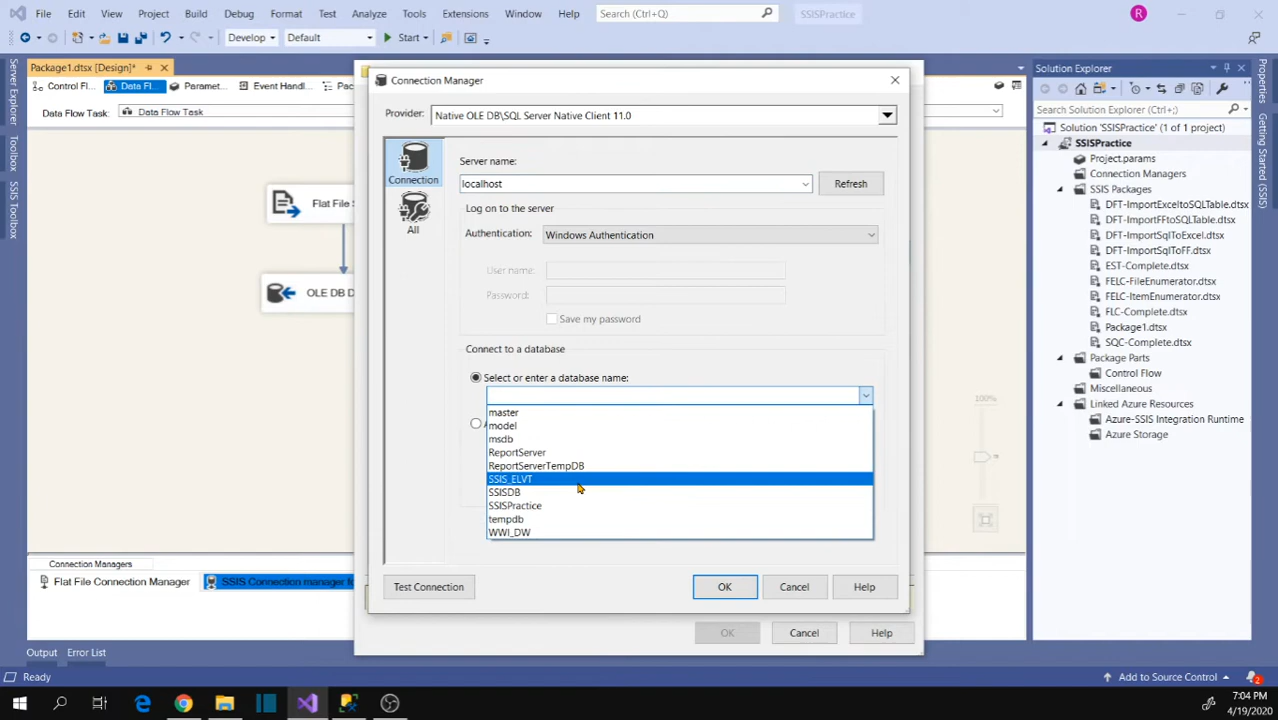 File Edit View Project Build Debug Format Test Analyze Tools Extensions Window Help Search (Ctrl+Q) SSISPractice R
Develop Default Start
Package1.dtsx [Design]*
Control Fl... Data Fl... Paramet... Event Handl...
Data Flow Task: Data Flow Task
Server Explorer
Toolbox
SSIS Toolbox
Flat File S
OLE DB D
Connection Manager
Provider: Native OLE DB\SQL Server Native Client 11.0
Connection
All
Server name:
localhost Refresh
Log on to the server
Authentication: Windows Authentication
User name:
Password:
Save my password
Connect to a database
Select or enter a database name:
master
model
msdb
ReportServer
ReportServerTempDB
SSIS_ELVT
SSISDB
SSISPractice
tempdb
WWI_DW
Test Connection OK Cancel Help
OK Cancel Help
100%
Connection Managers
Flat File Connection Manager SSIS Connection manager fo
Solution Explorer
Search Solution Explorer (Ctrl+;)
Solution 'SSISPractice' (1 of 1 project)
SSISPractice
Project.params
Connection Managers
SSIS Packages
DFT-ImportExceltoSQLTable.dtsx
DFT-ImportFFtoSQLTable.dtsx
DFT-ImportSqlToExcel.dtsx
DFT-ImportSqlToFF.dtsx
EST-Complete.dtsx
FELC-FileEnumerator.dtsx
FELC-ItemEnumerator.dtsx
FLC-Complete.dtsx
Package1.dtsx
SQC-Complete.dtsx
Package Parts
Control Flow
Miscellaneous
Linked Azure Resources
Azure-SSIS Integration Runtime
Azure Storage
Properties
Getting Started (SSIS)
Output Error List
Ready Add to Source Control 2
7:04 PM
4/19/2020